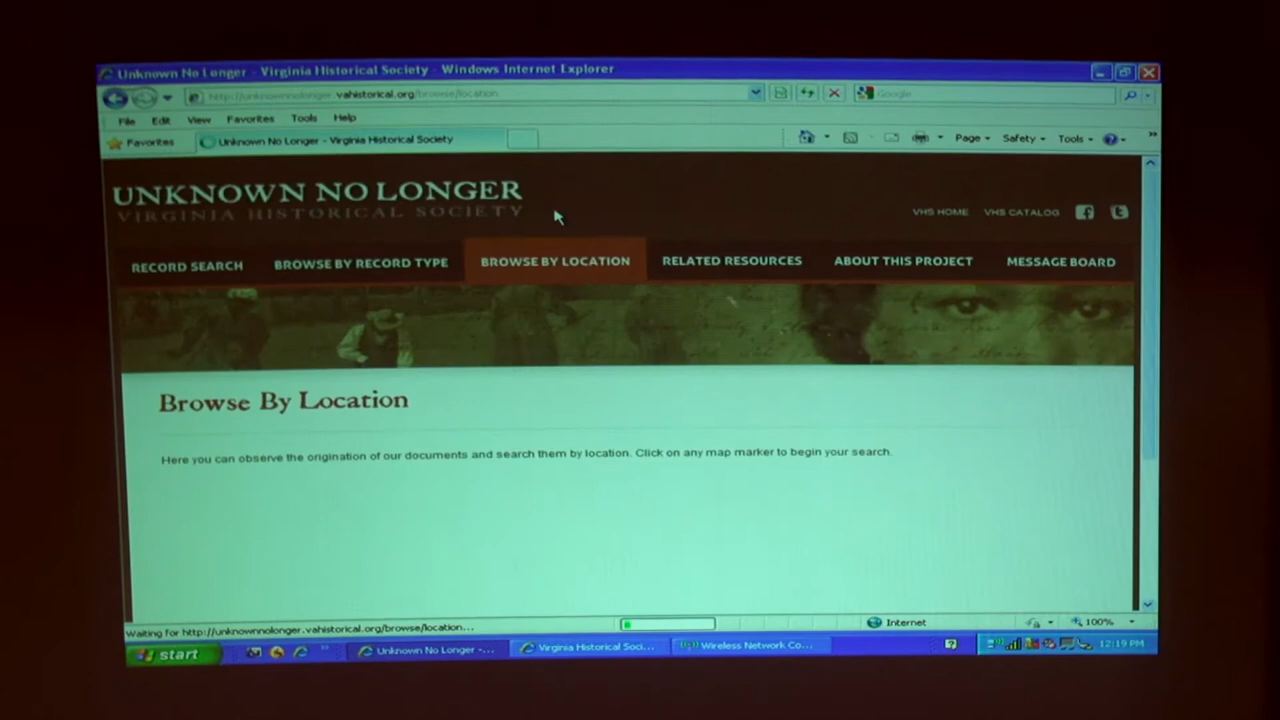 Unknown No Longer - Virginia Historical Society - Windows Internet Explorer
http://unknownnolonger.vahistorical.org/browse/location
Google
File Edit View Favorites Tools Help
Favorites Unknown No Longer - Virginia Historical Society Page Safety Tools
UNKNOWN NO LONGER
VIRGINIA HISTORICAL SOCIETY
VHS HOME VHS CATALOG
RECORD SEARCH BROWSE BY RECORD TYPE BROWSE BY LOCATION RELATED RESOURCES ABOUT THIS PROJECT MESSAGE BOARD
Browse By Location
Here you can observe the origination of our documents and search them by location. Click on any map marker to begin your search.
Waiting for http://unknownnolonger.vahistorical.org/browse/location... Internet 100%
start Unknown No Longer -... Virginia Historical Soci... Wireless Network Co... 12:19 PM